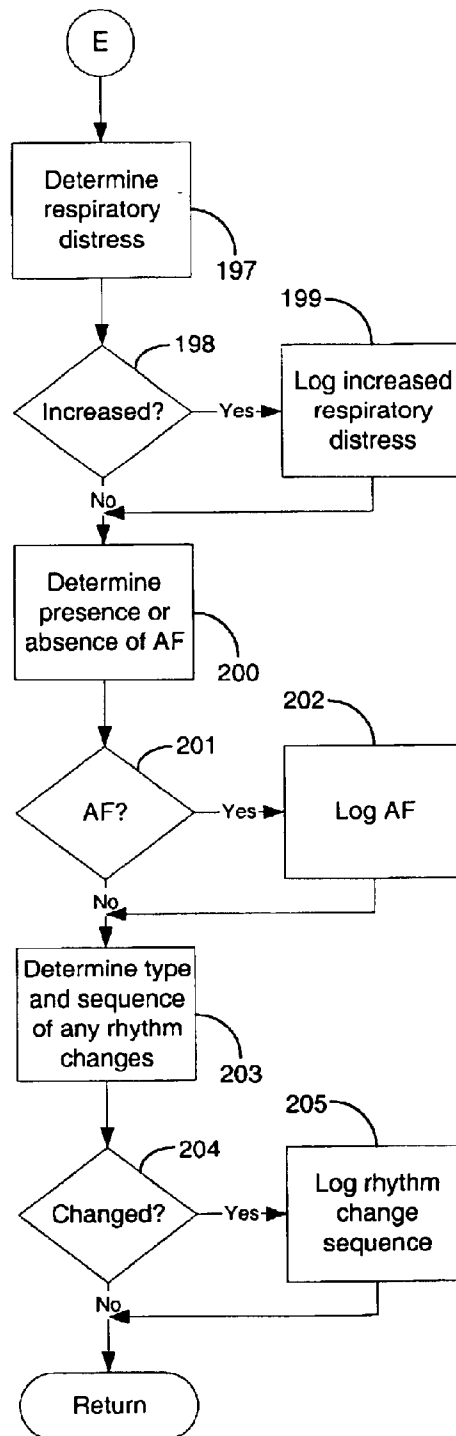 E
Determine
respiratory
distress
197
198
199
Increased?
Yes
Log increased
respiratory
distress
No
Determine
presence or
absence of AF
200
201
202
AF?
Yes
Log AF
No
Determine type
and sequence
of any rhythm
changes
203
204
205
Changed?
Yes
Log rhythm
change
sequence
No
Return